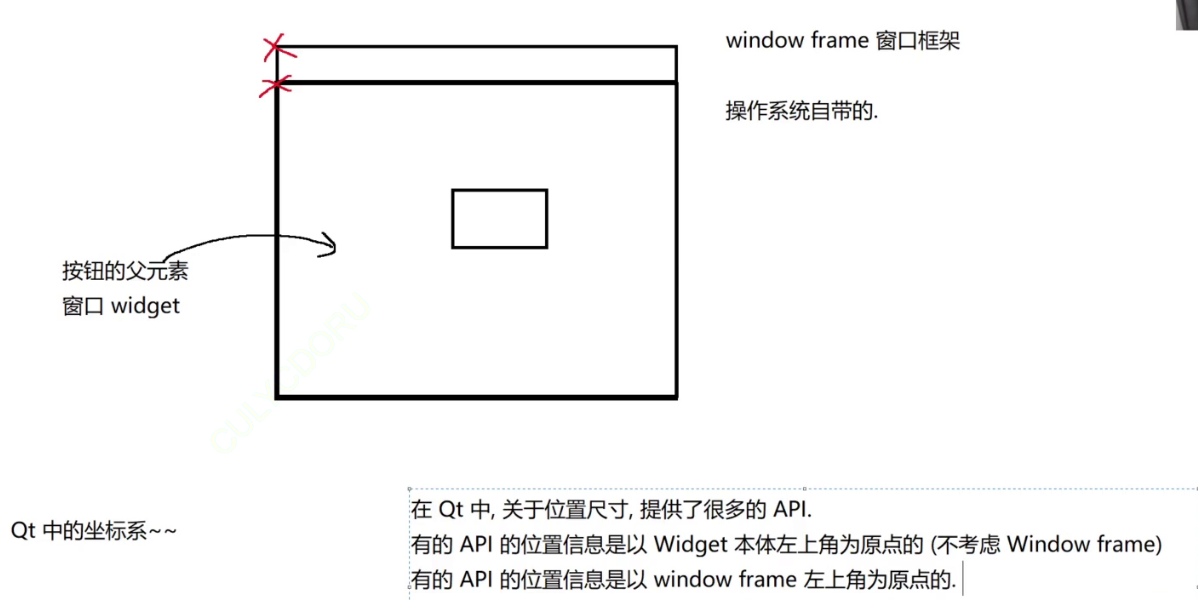 window frame 窗口框架
操作系统自带的.
按钮的父元素
窗口 widget
Qt 中的坐标系~~
在 Qt 中, 关于位置尺寸, 提供了很多的 API.
有的 API 的位置信息是以 Widget 本体左上角为原点的 (不考虑 Window frame)
有的 API 的位置信息是以 window frame 左上角为原点的.